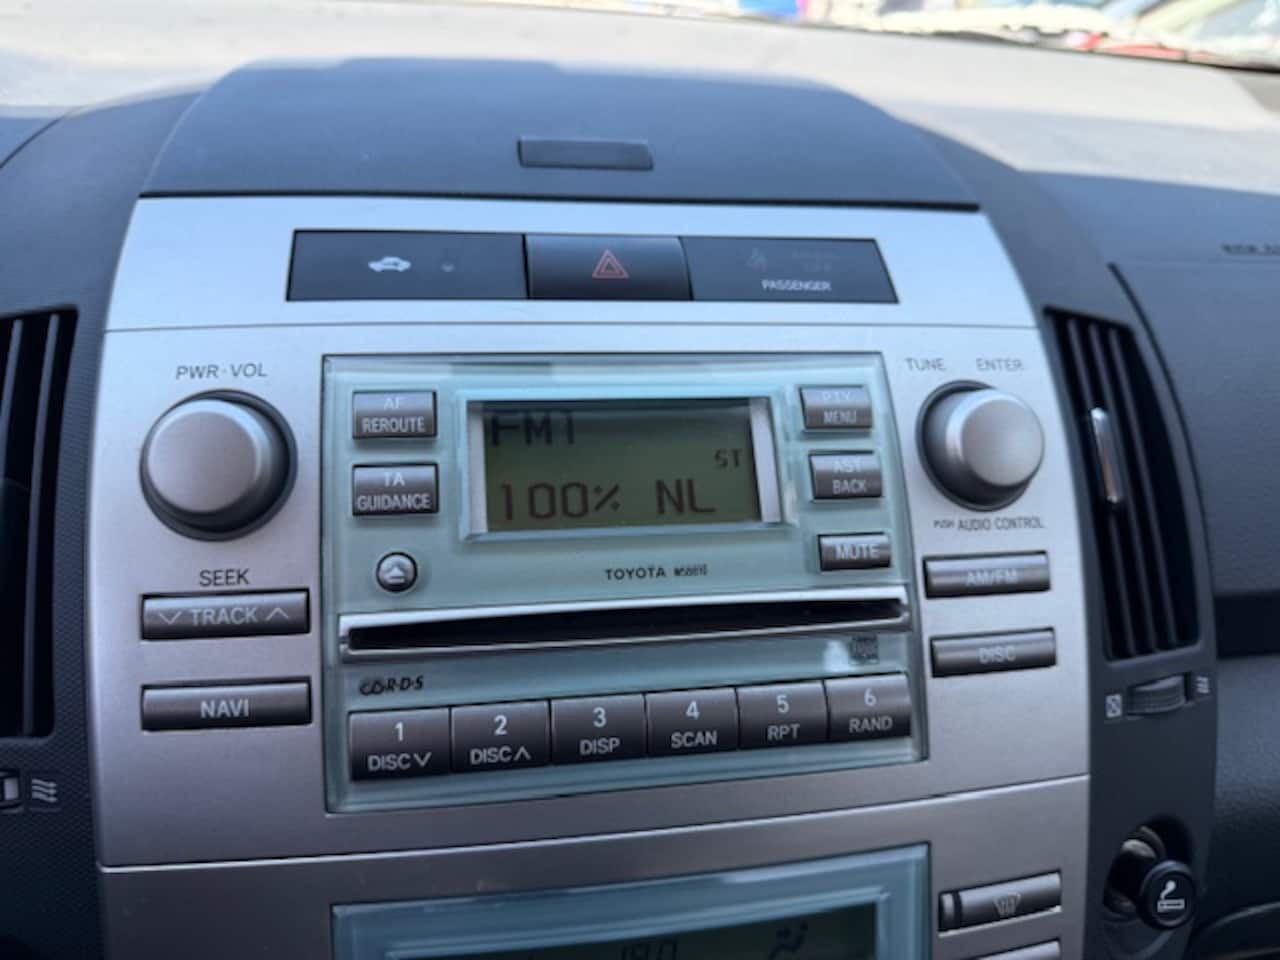 PASSENGER
PWR·VOL
TUNE ENTER
AF
REROUTE
FM1
PTY
MENU
TA
GUIDANCE
ST
100% NL
AST
BACK
PUSH AUDIO CONTROL
MUTE
TOYOTA
SEEK
TRACK
AM/FM
DISC
R·D·S
NAVI
1
DISC
2
DISC
3
DISP
4
SCAN
5
RPT
6
RAND